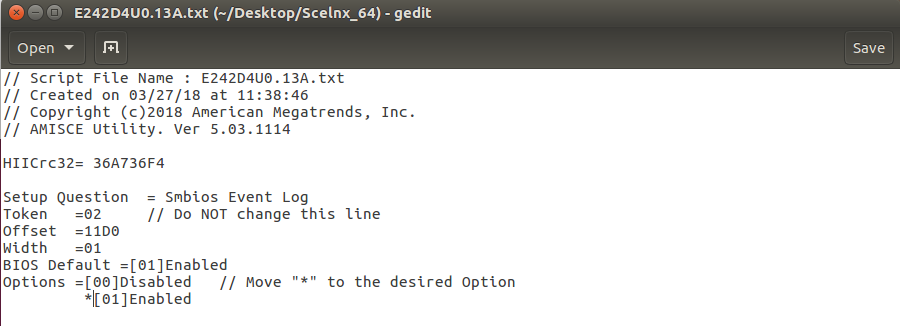 E242D4U0.13A.txt (~/Desktop/Scelnx_64) - gedit
Open
Save
// Script File Name : E242D4U0.13A.txt
// Created on 03/27/18 at 11:38:46
// Copyright (c)2018 American Megatrends, Inc.
// AMISCE Utility. Ver 5.03.1114
HIICrc32= 36A736F4
Setup Question  = Smbios Event Log
Token   =02     // Do NOT change this line
Offset  =11D0
Width   =01
BIOS Default =[01]Enabled
Options =[00]Disabled   // Move "*" to the desired Option
         *[01]Enabled